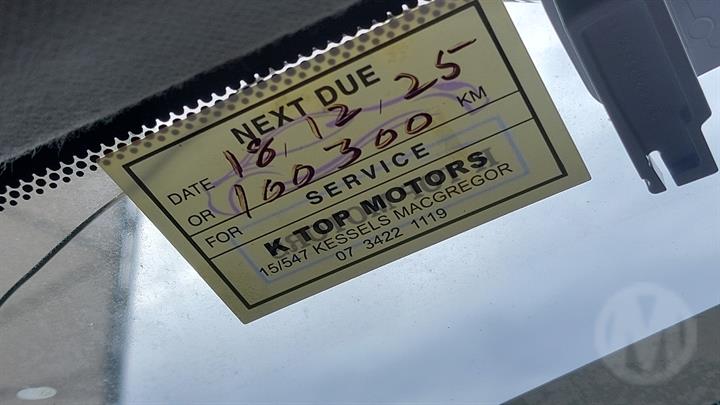 NEXT DUE
DATE 18,12,25
OR 100300 KM
FOR SERVICE
K TOP MOTORS
15/547 KESSELS MACGREGOR
07 3422 1119
M